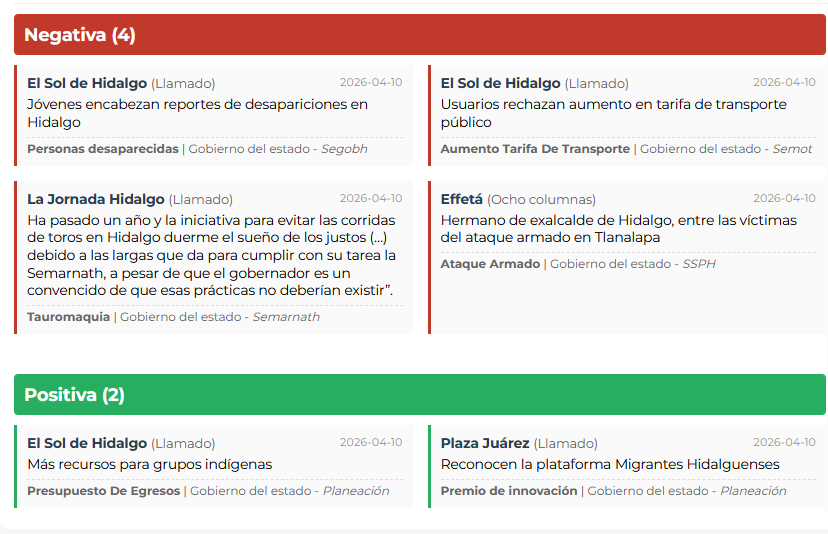 Negativa (4)
El Sol de Hidalgo (Llamado) 2026-04-10
Jóvenes encabezan reportes de desapariciones en
Hidalgo
Personas desaparecidas | Gobierno del estado - Segobh
El Sol de Hidalgo (Llamado) 2026-04-10
Usuarios rechazan aumento en tarifa de transporte
público
Aumento Tarifa De Transporte | Gobierno del estado - Semot
La Jornada Hidalgo (Llamado) 2026-04-10
Ha pasado un año y la iniciativa para evitar las corridas
de toros en Hidalgo duerme el sueño de los justos (...)
debido a las largas que da para cumplir con su tarea la
Semarnath, a pesar de que el gobernador es un
convencido de que esas prácticas no deberían existir”.
Tauromaquia | Gobierno del estado - Semarnath
Effetá (Ocho columnas) 2026-04-10
Hermano de exalcalde de Hidalgo, entre las víctimas
del ataque armado en Tlanalapa
Ataque Armado | Gobierno del estado - SSPH
Positiva (2)
El Sol de Hidalgo (Llamado) 2026-04-10
Más recursos para grupos indígenas
Presupuesto De Egresos | Gobierno del estado - Planeación
Plaza Juárez (Llamado) 2026-04-10
Reconocen la plataforma Migrantes Hidalguenses
Premio de innovación | Gobierno del estado - Planeación